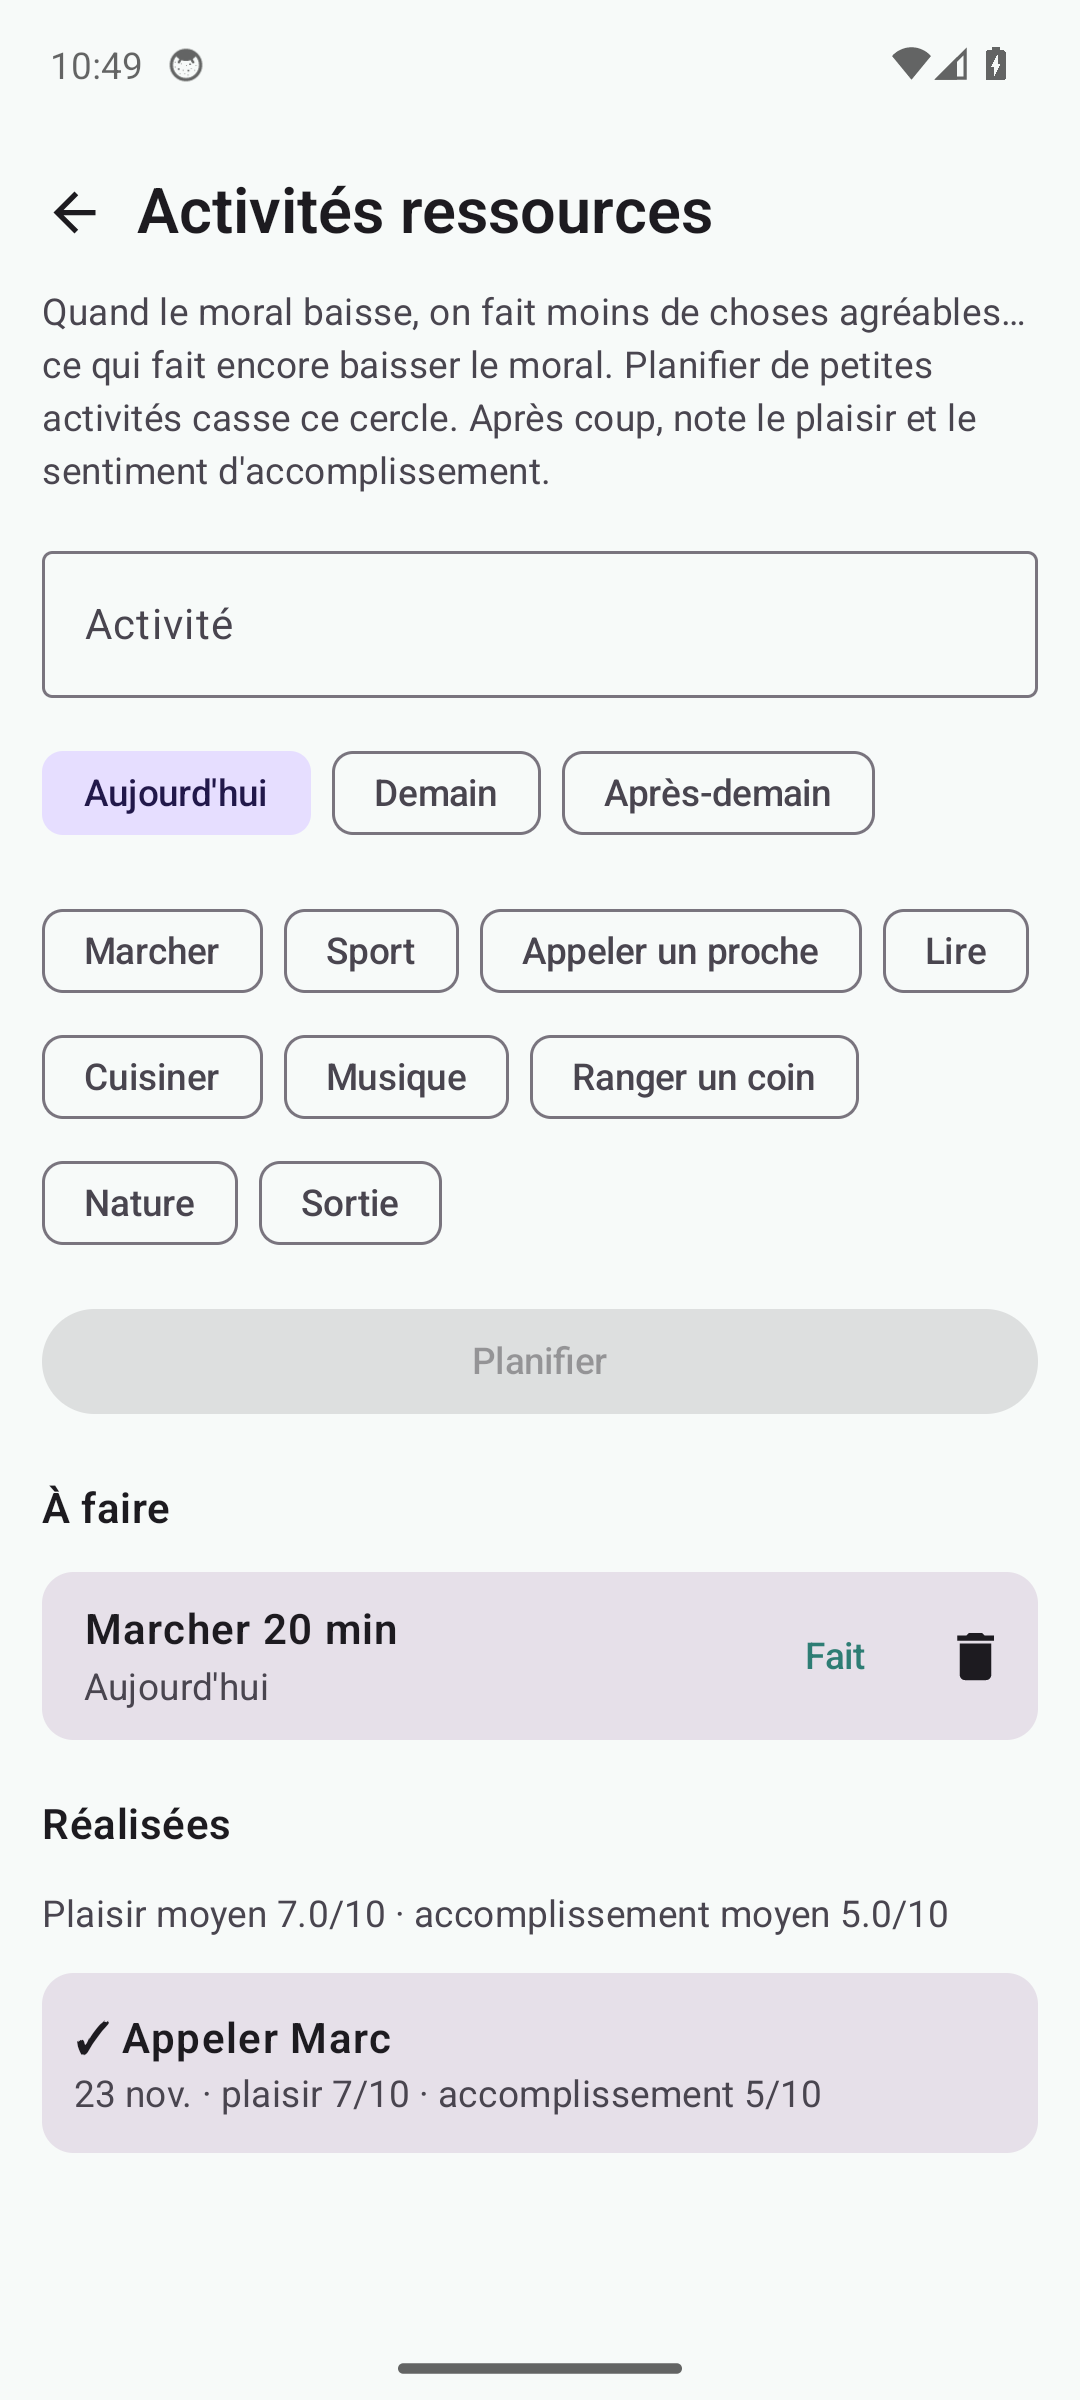 10:49
Activités ressources
Quand le moral baisse, on fait moins de choses agréables…
ce qui fait encore baisser le moral. Planifier de petites
activités casse ce cercle. Après coup, note le plaisir et le
sentiment d'accomplissement.
Activité
Aujourd'hui Demain Après-demain
Marcher Sport Appeler un proche Lire
Cuisiner Musique Ranger un coin
Nature Sortie
Planifier
À faire
Marcher 20 min
Aujourd'hui
Fait
Réalisées
Plaisir moyen 7.0/10 · accomplissement moyen 5.0/10
✓ Appeler Marc
23 nov. · plaisir 7/10 · accomplissement 5/10